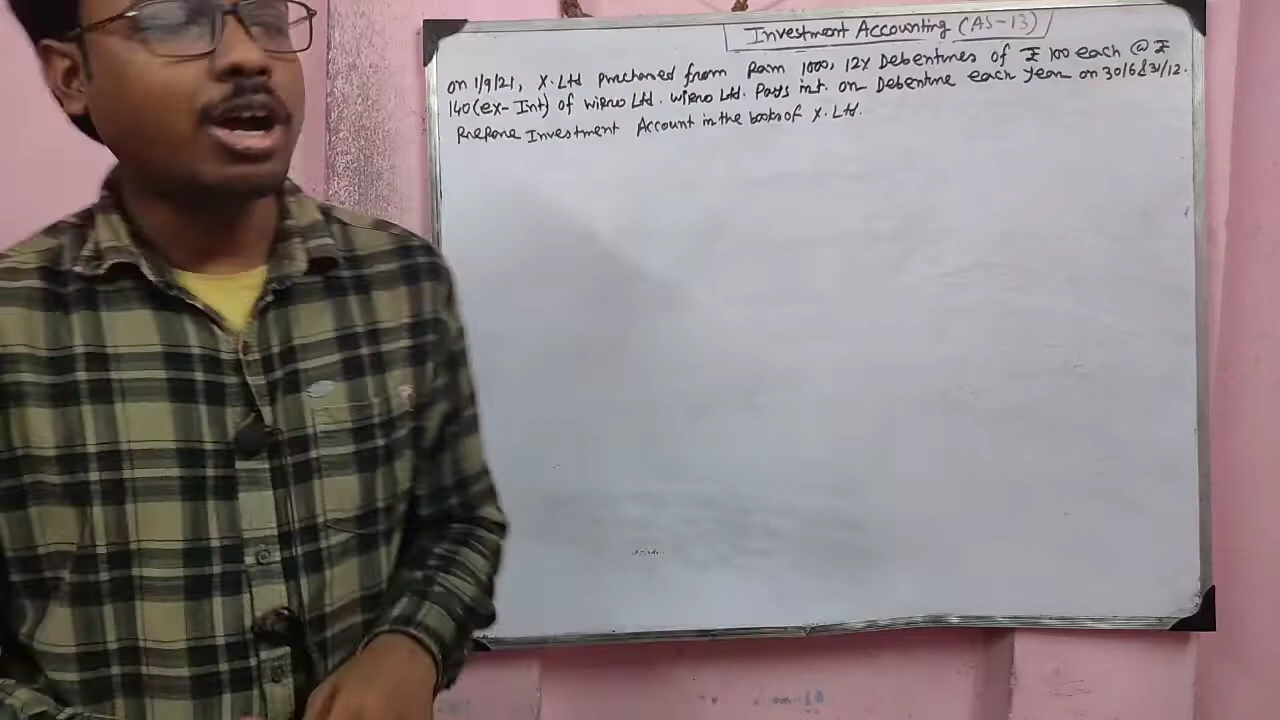 Investment Accounting (AS-13)
on 1/9/21, X. Ltd purchased from Ram 1000, 12% Debentures of ₹ 100 each @ ₹
140 (ex-Int) of wipro Ltd. wipro Ltd. Pays int. on Debenture each year on 30/6 & 31/12.
Prepare Investment Account in the books of X. Ltd.